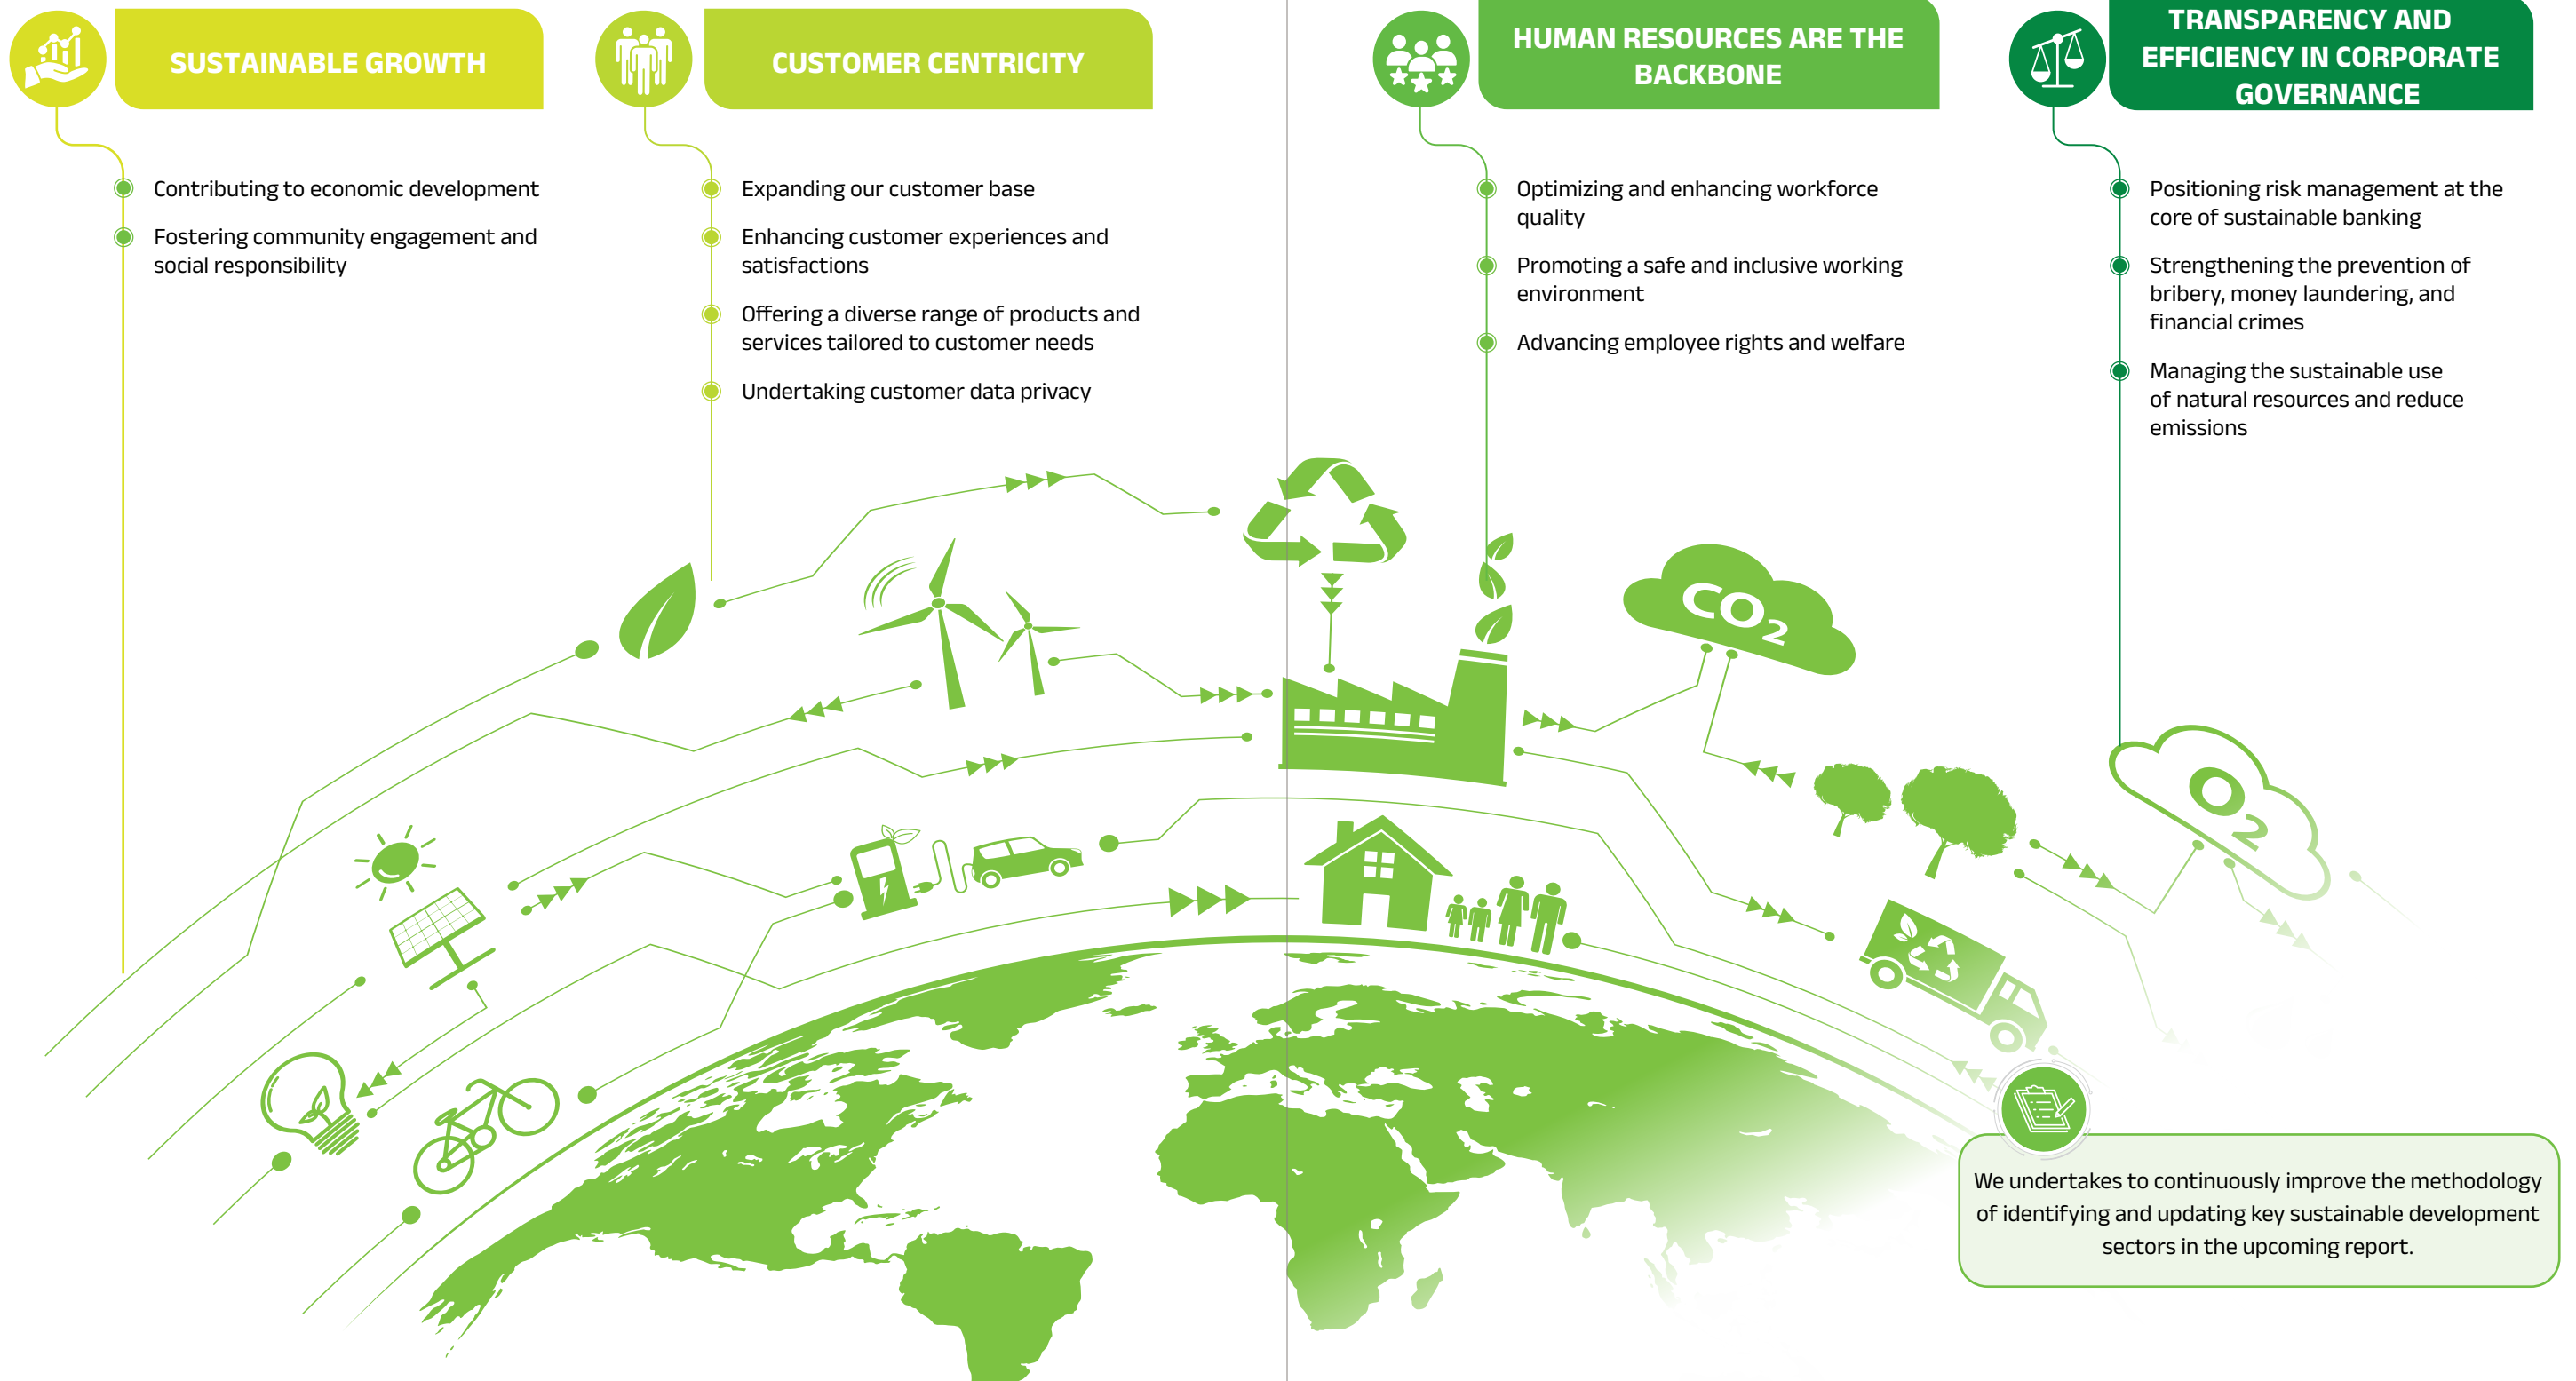 SUSTAINABLE GROWTH
Contributing to economic development
Fostering community engagement and
social responsibility
CUSTOMER CENTRICITY
Expanding our customer base
Enhancing customer experiences and
satisfactions
Offering a diverse range of products and
services tailored to customer needs
Undertaking customer data privacy
HUMAN RESOURCES ARE THE
BACKBONE
Optimizing and enhancing workforce
quality
Promoting a safe and inclusive working
environment
Advancing employee rights and welfare
TRANSPARENCY AND
EFFICIENCY IN CORPORATE
GOVERNANCE
Positioning risk management at the
core of sustainable banking
Strengthening the prevention of
bribery, money laundering, and
financial crimes
Managing the sustainable use
of natural resources and reduce
emissions
CO2
O2
We undertakes to continuously improve the methodology
of identifying and updating key sustainable development
sectors in the upcoming report.